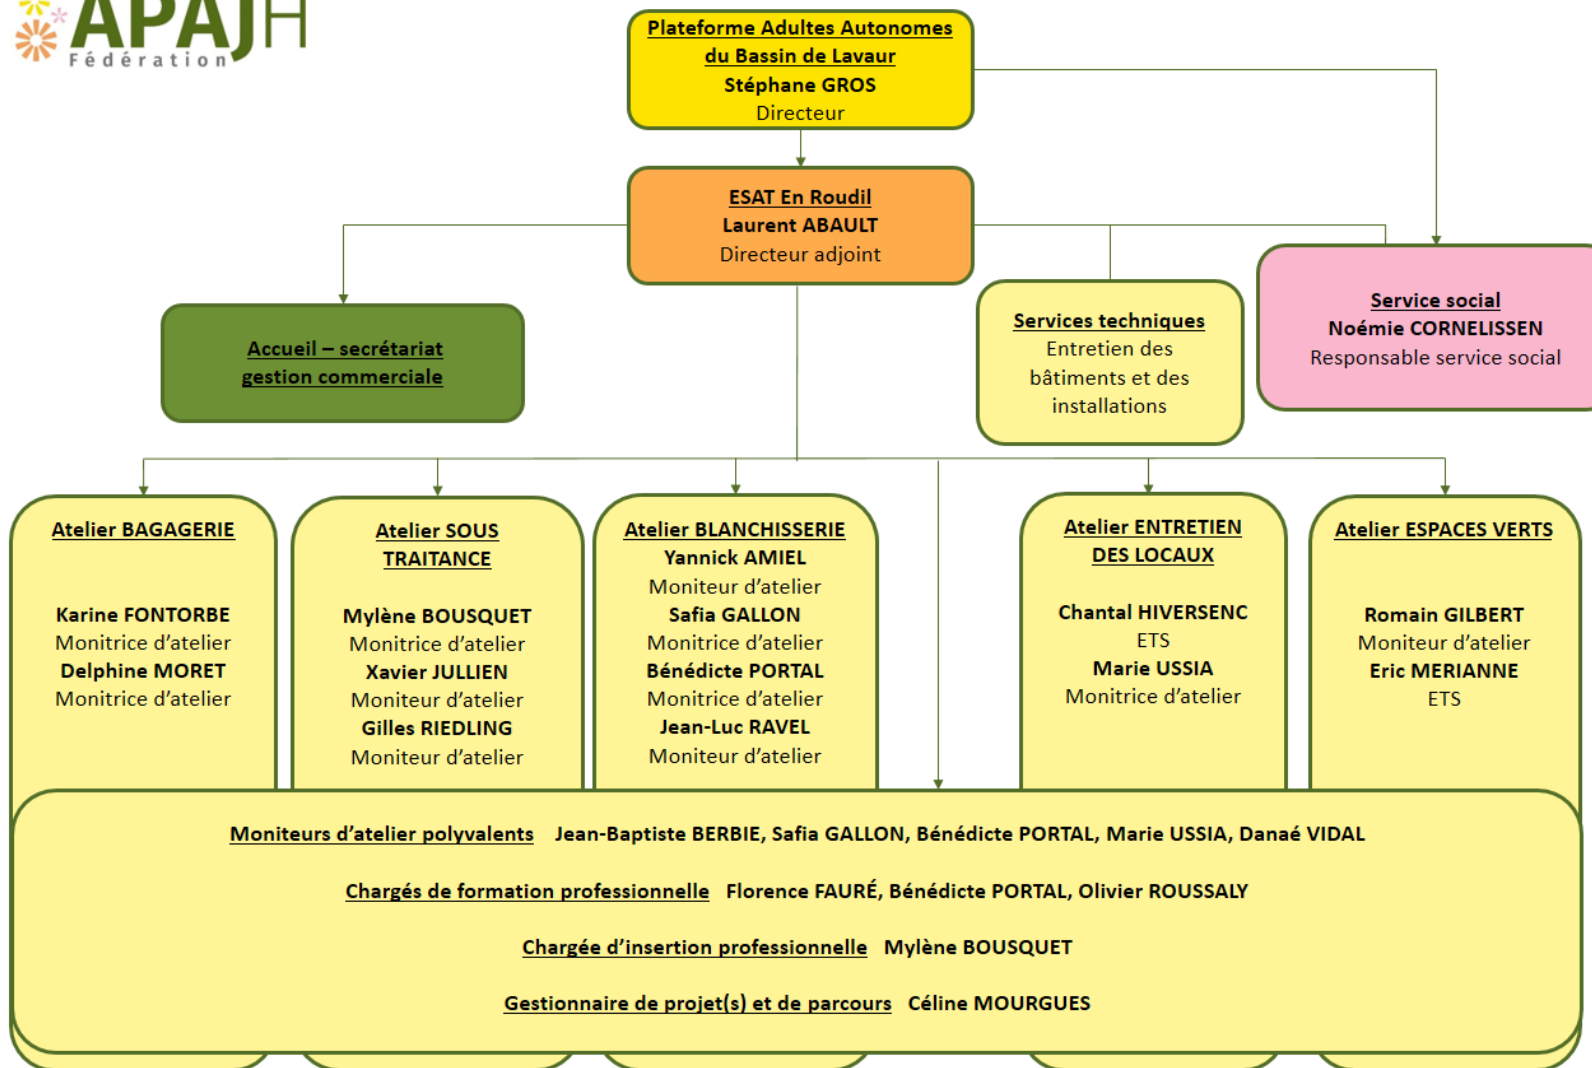 APAJH
Fédération
Plateforme Adultes Autonomes
du Bassin de Lavaur
Stéphane GROS
Directeur
ESAT En Roudil
Laurent ABAULT
Directeur adjoint
Accueil – secrétariat
gestion commerciale
Services techniques
Entretien des
bâtiments et des
installations
Service social
Noémie CORNELISSEN
Responsable service social
Atelier BAGAGERIE
Karine FONTORBE
Monitrice d’atelier
Delphine MORET
Monitrice d’atelier
Atelier SOUS
TRAITANCE
Mylène BOUSQUET
Monitrice d’atelier
Xavier JULLIEN
Moniteur d’atelier
Gilles RIEDLING
Moniteur d’atelier
Atelier BLANCHISSERIE
Yannick AMIEL
Moniteur d’atelier
Safia GALLON
Monitrice d’atelier
Bénédicte PORTAL
Monitrice d’atelier
Jean-Luc RAVEL
Moniteur d’atelier
Atelier ENTRETIEN
DES LOCAUX
Chantal HIVERSENC
ETS
Marie USSIA
Monitrice d’atelier
Atelier ESPACES VERTS
Romain GILBERT
Moniteur d’atelier
Eric MERIANNE
ETS
Moniteurs d’atelier polyvalents Jean-Baptiste BERBIE, Safia GALLON, Bénédicte PORTAL, Marie USSIA, Danaé VIDAL
Chargés de formation professionnelle Florence FAURÉ, Bénédicte PORTAL, Olivier ROUSSALY
Chargée d’insertion professionnelle Mylène BOUSQUET
Gestionnaire de projet(s) et de parcours Céline MOURGUES